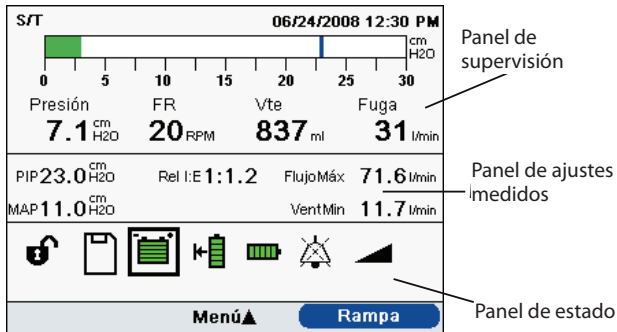 S/T 06/24/2008 12:30 PM
cm
H2O
0 5 10 15 20 25 30
Panel de
supervisión
Presión FR Vte Fuga
7.1 cm H2O 20 RPM 837 ml 31 l/min
PIP 23.0 cm H2O Rel I:E 1:1.2 FlujoMáx 71.6 l/min
Panel de ajustes
medidos
MAP 11.0 cm H2O VentMin 11.7 l/min
Panel de estado
Menú▲ Rampa